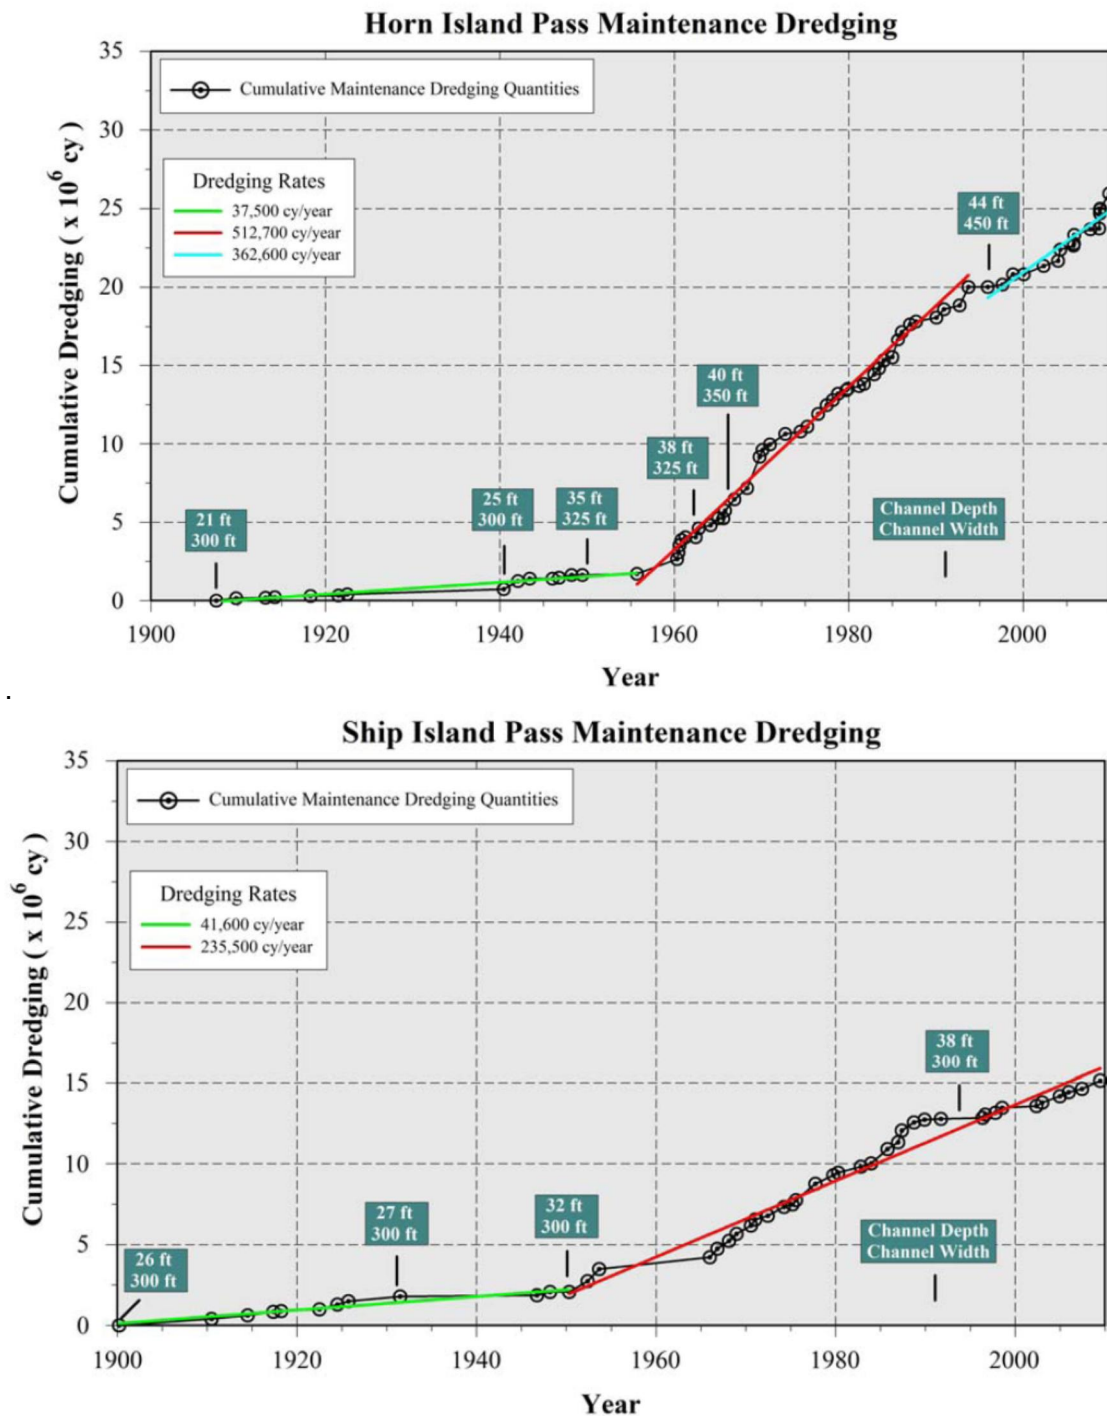 Horn Island Pass Maintenance Dredging
35
30
25
20
15
10
5
0
Cumulative Dredging ( x 10⁶ cy )
Cumulative Maintenance Dredging Quantities
Dredging Rates
37,500 cy/year
512,700 cy/year
362,600 cy/year
44 ft
450 ft
40 ft
350 ft
38 ft
325 ft
25 ft
300 ft
35 ft
325 ft
21 ft
300 ft
Channel Depth
Channel Width
1900 1920 1940 1960 1980 2000
Year
.
Ship Island Pass Maintenance Dredging
35
30
25
20
15
10
5
0
Cumulative Dredging ( x 10⁶ cy )
Cumulative Maintenance Dredging Quantities
Dredging Rates
41,600 cy/year
235,500 cy/year
38 ft
300 ft
32 ft
300 ft
27 ft
300 ft
26 ft
300 ft
Channel Depth
Channel Width
1900 1920 1940 1960 1980 2000
Year